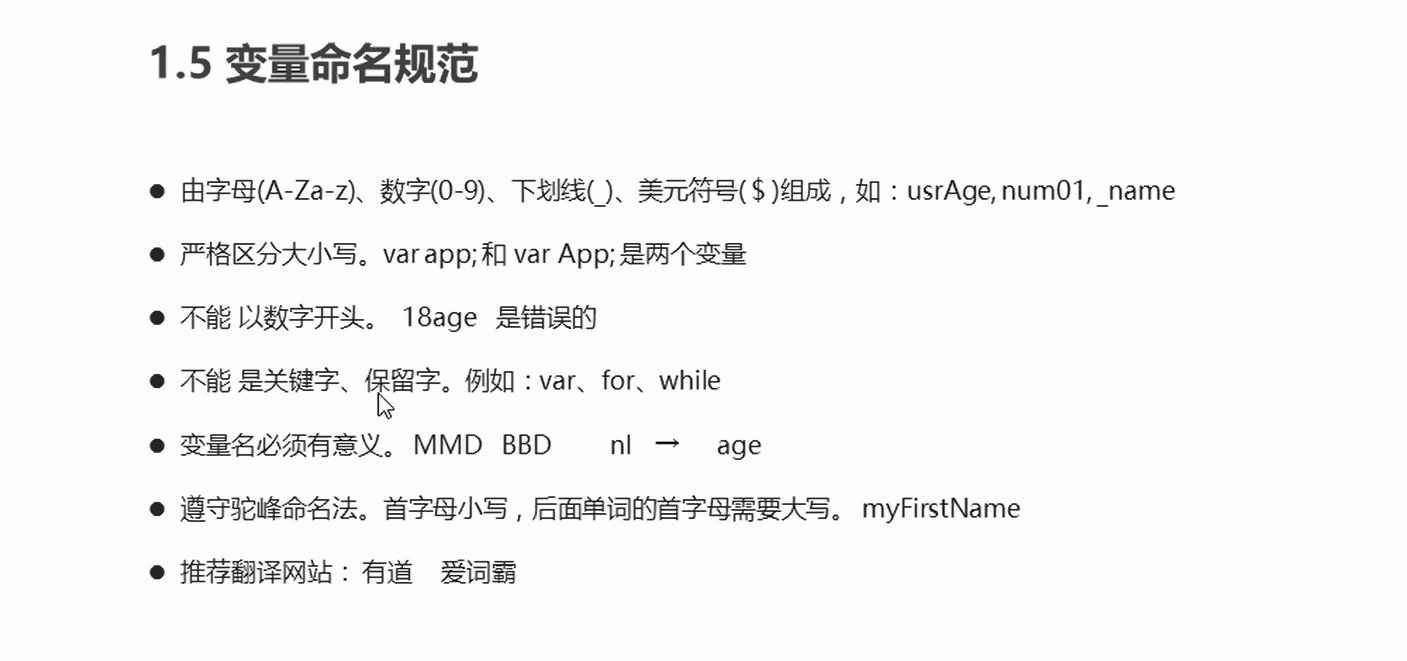 1.5 变量命名规范
● 由字母(A-Za-z)、数字(0-9)、下划线(_)、美元符号( $ )组成，如：usrAge, num01, _name
● 严格区分大小写。var app; 和 var App; 是两个变量
● 不能 以数字开头。 18age 是错误的
● 不能 是关键字、保留字。例如：var、for、while
● 变量名必须有意义。 MMD BBD nl → age
● 遵守驼峰命名法。首字母小写，后面单词的首字母需要大写。 myFirstName
● 推荐翻译网站： 有道 爱词霸